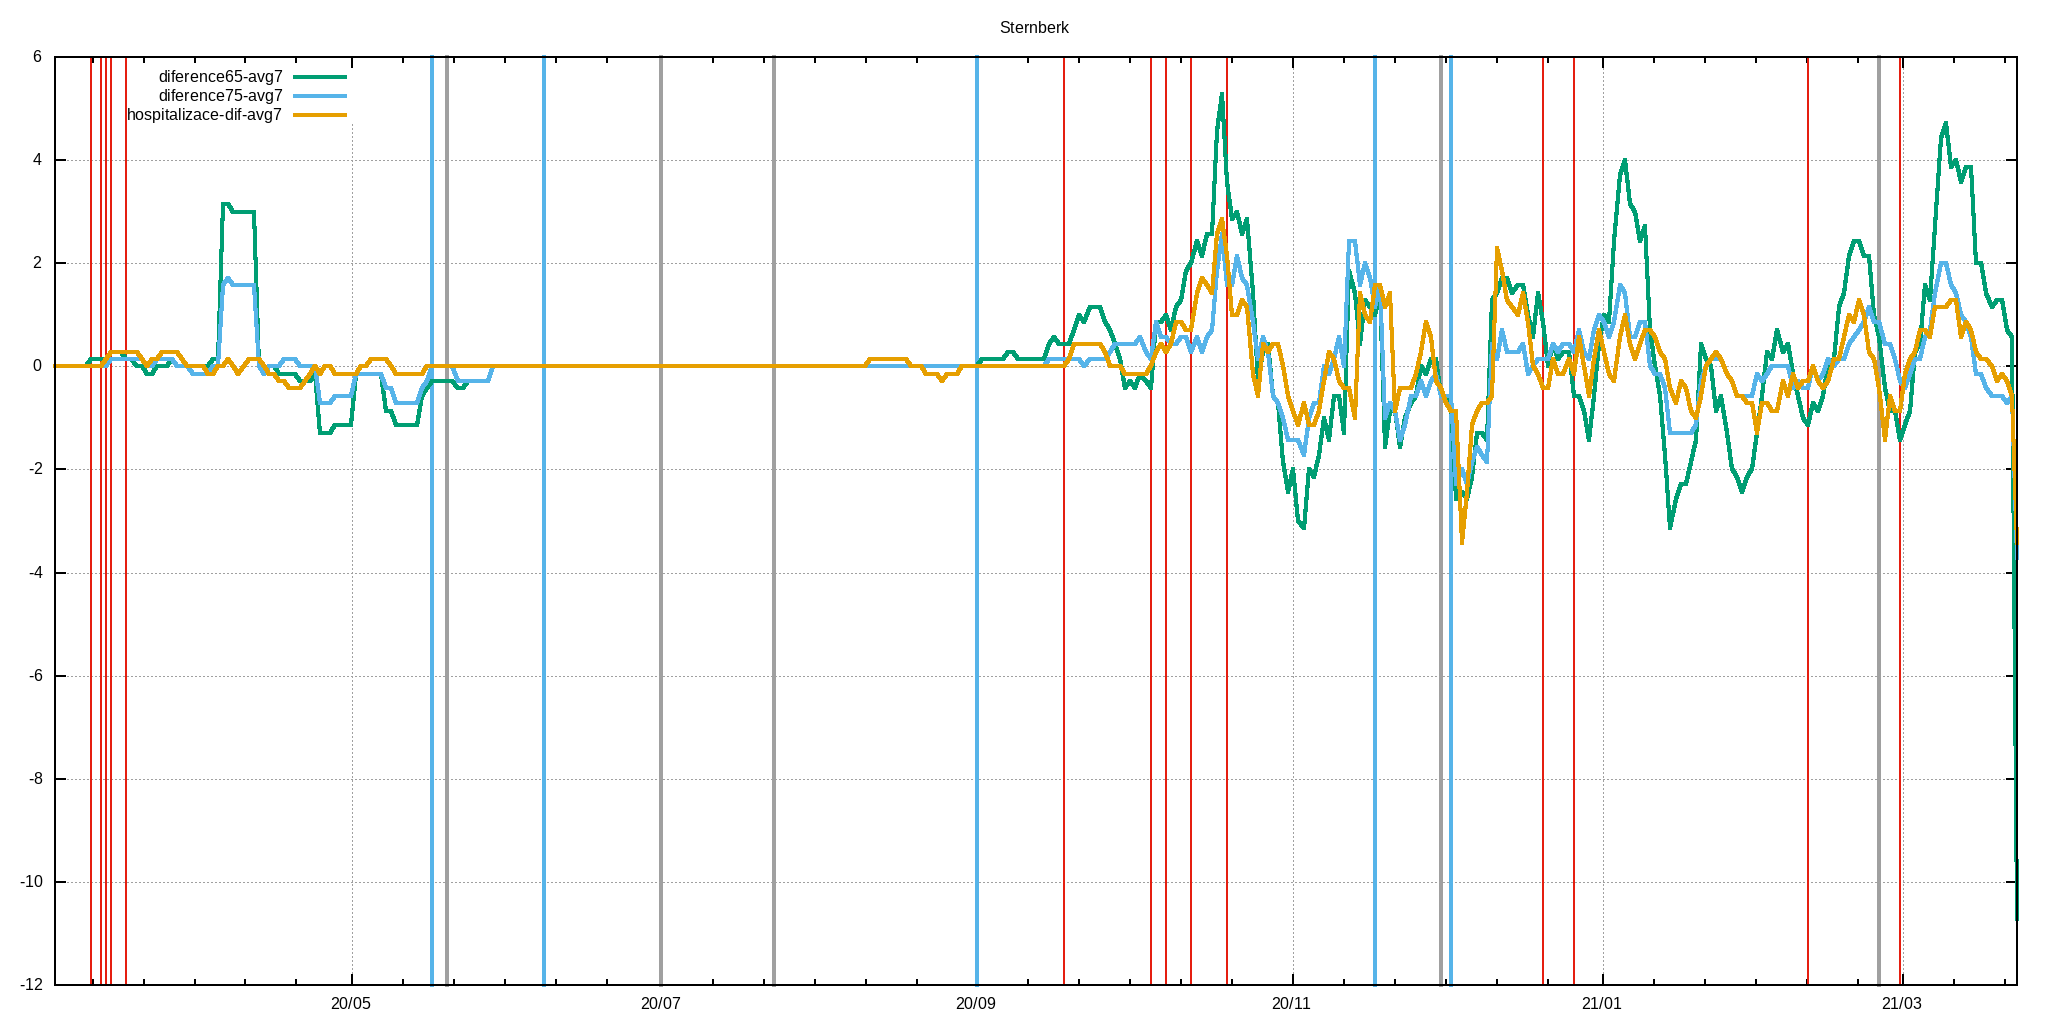 Sternberk
6
diference65-avg7
diference75-avg7
hospitalizace-dif-avg7
4
2
0
-2
-4
-6
-8
-10
-12
20/05 20/07 20/09 20/11 21/01 21/03